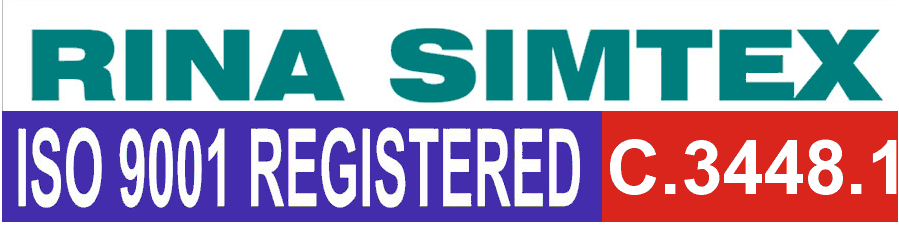 RINA SIMTEX
ISO 9001 REGISTERED C.3448.1